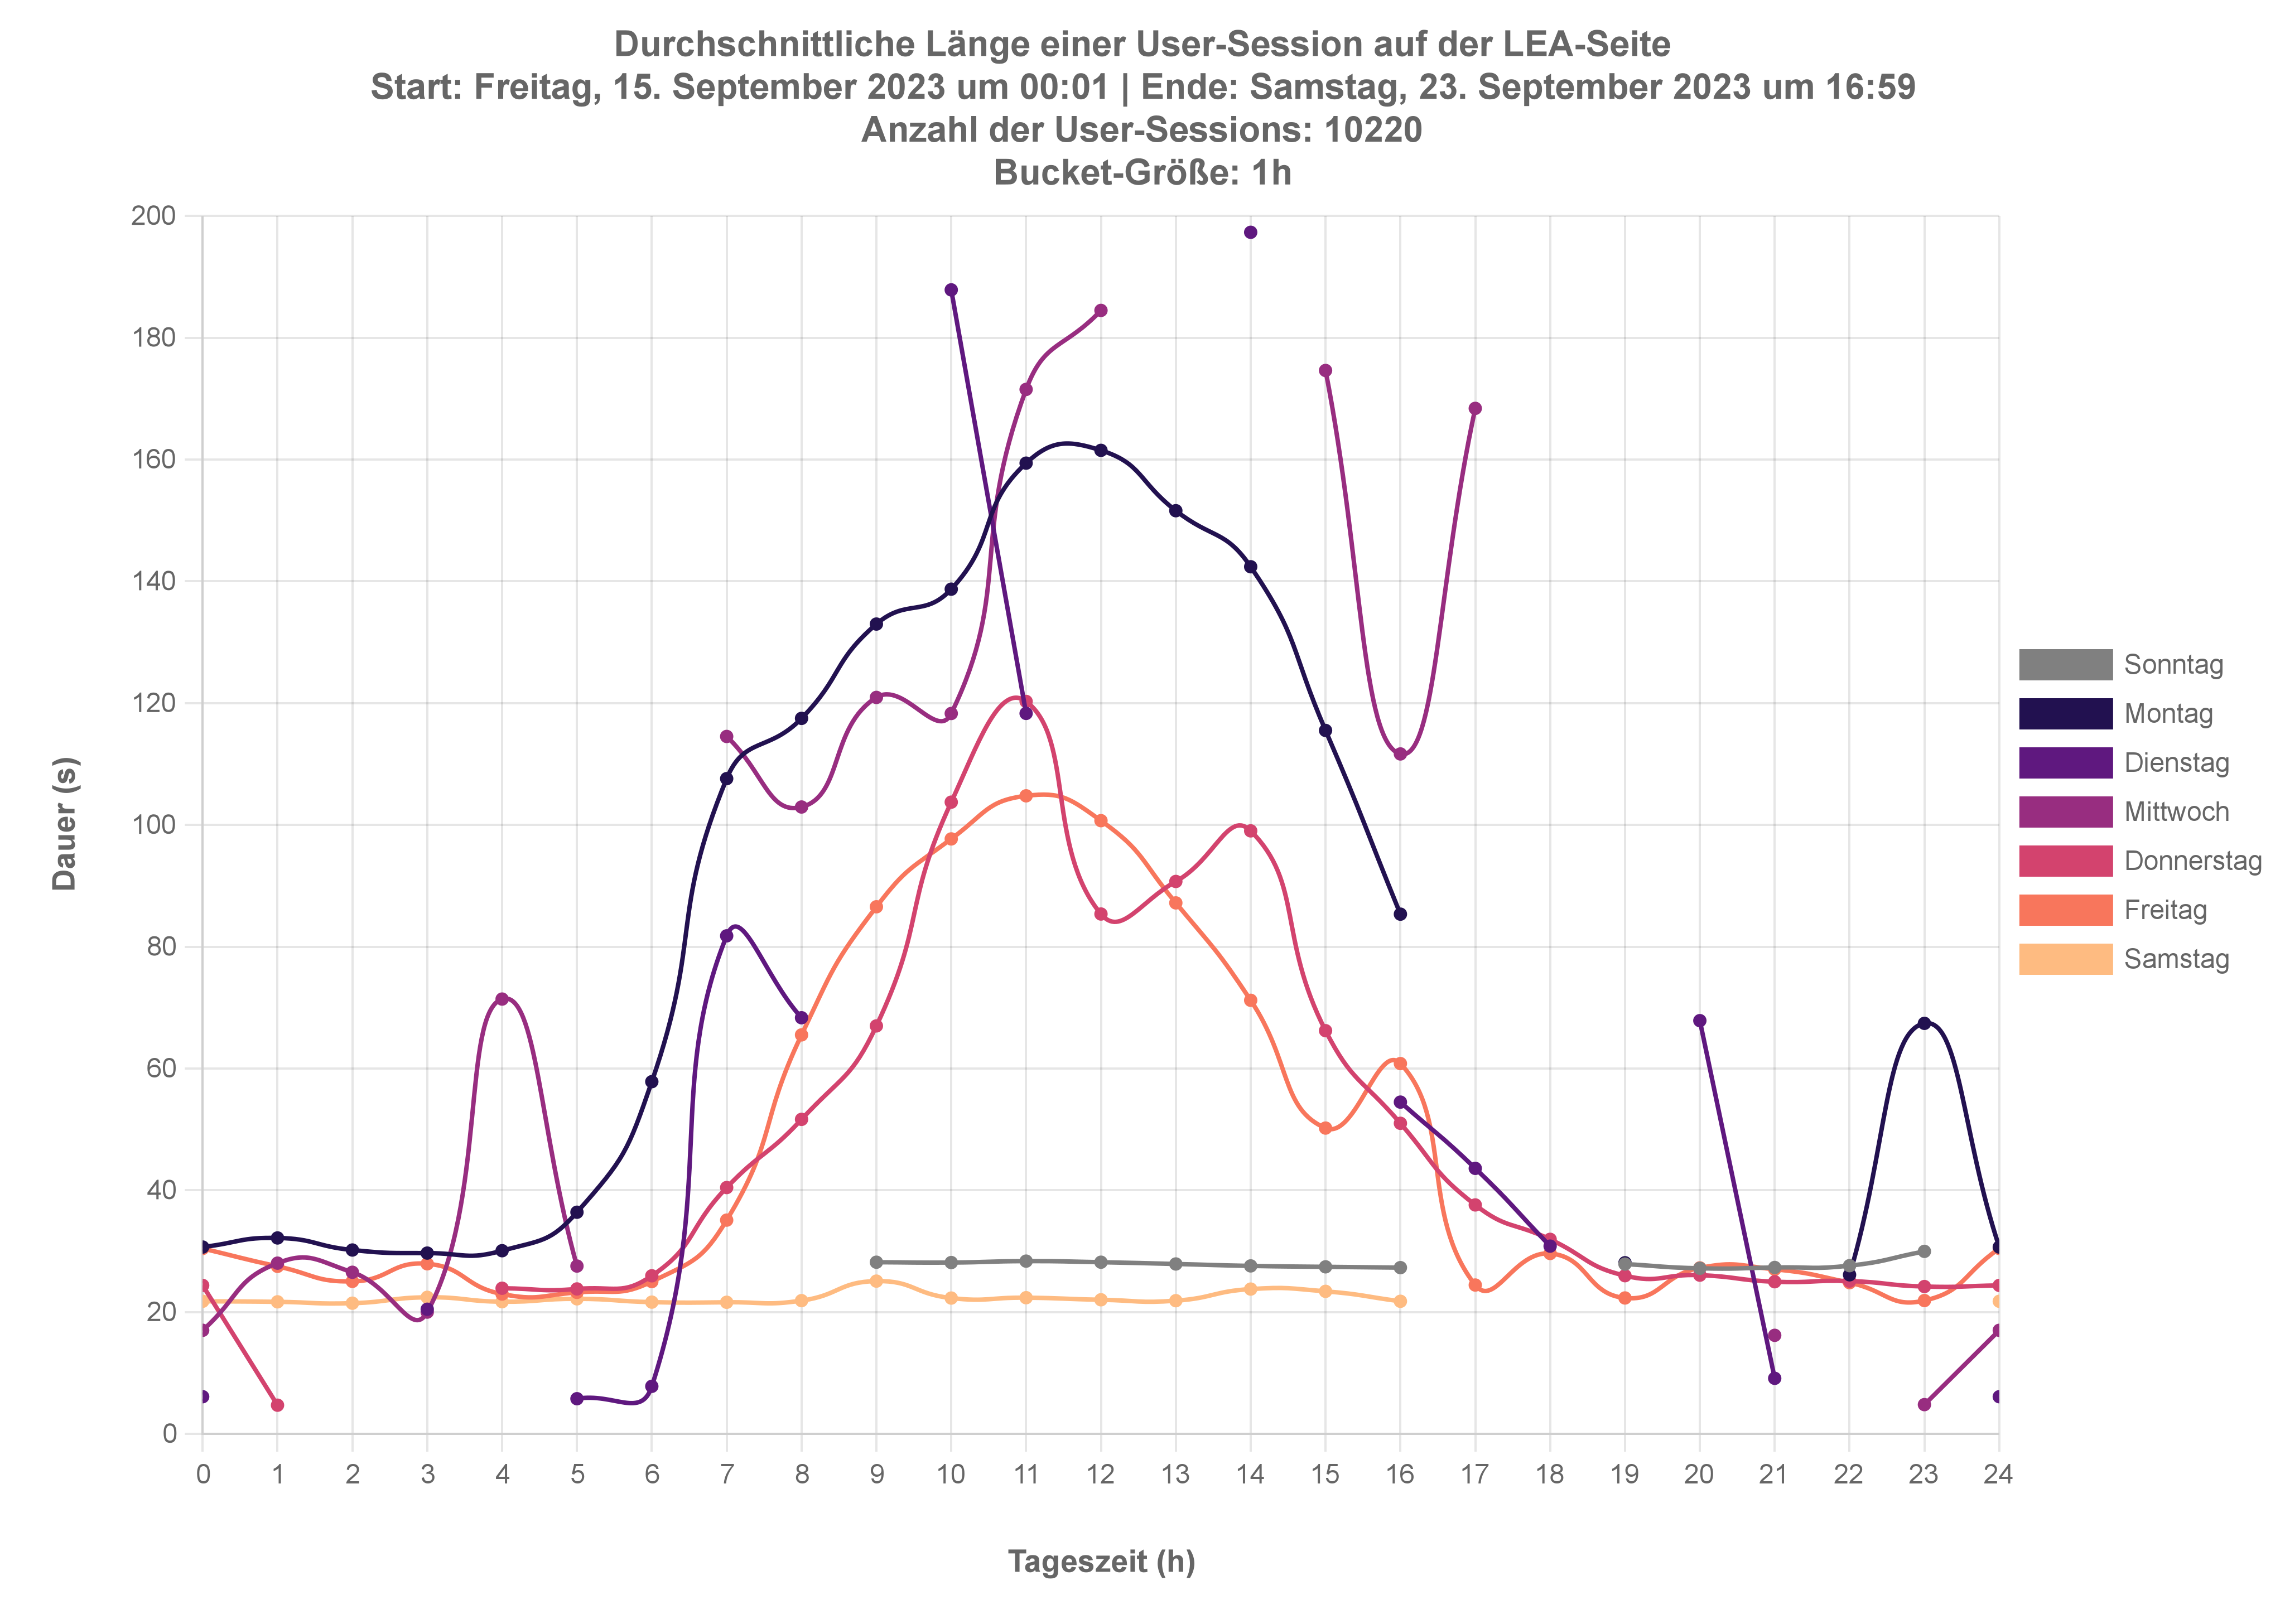 Durchschnittliche Länge einer User-Session auf der LEA-Seite
Start: Freitag, 15. September 2023 um 00:01 | Ende: Samstag, 23. September 2023 um 16:59
Anzahl der User-Sessions: 10220
Bucket-Größe: 1h
200
180
160
140
120
100
80
60
40
20
0
Dauer (s)
0 1 2 3 4 5 6 7 8 9 10 11 12 13 14 15 16 17 18 19 20 21 22 23 24
Tageszeit (h)
Sonntag
Montag
Dienstag
Mittwoch
Donnerstag
Freitag
Samstag